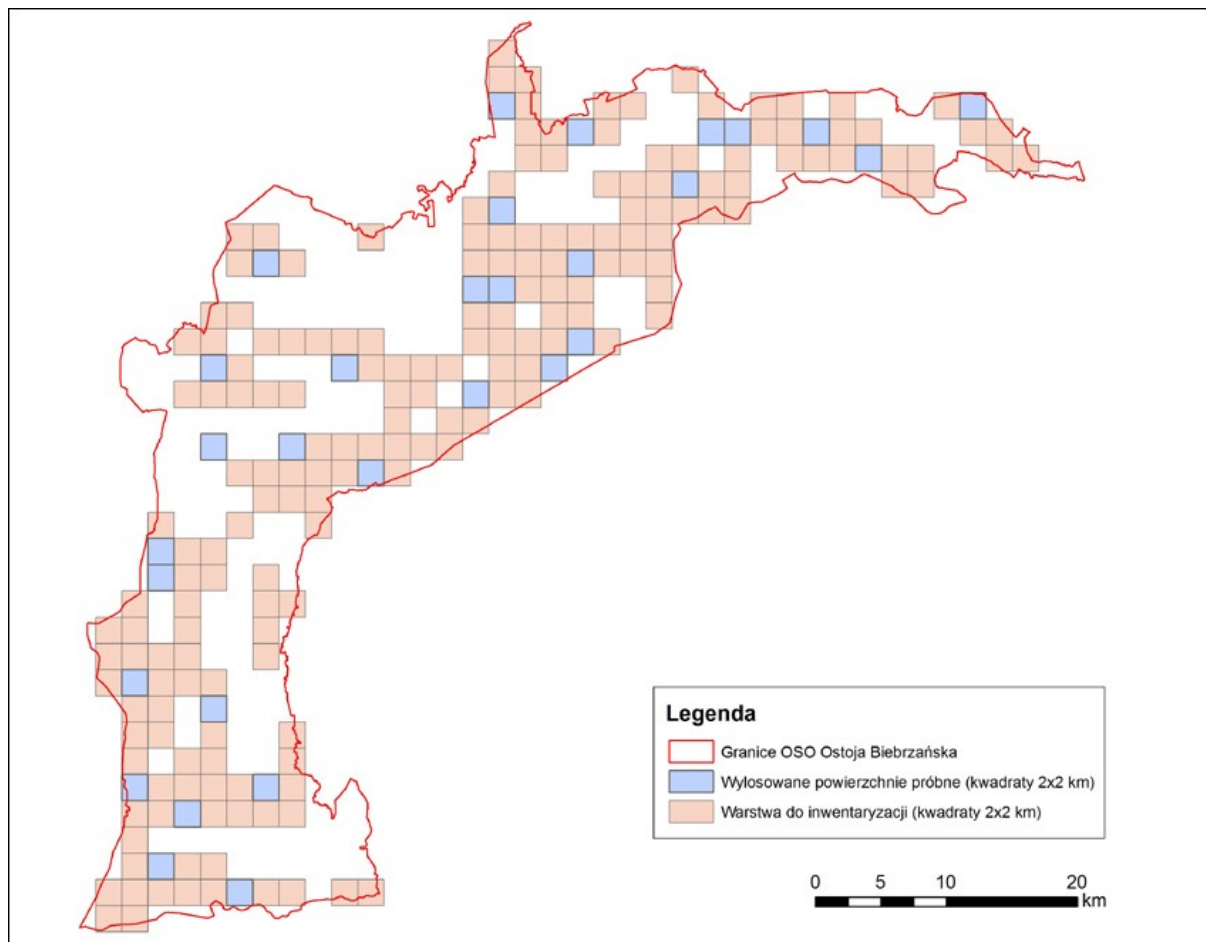 Legenda
Granice OSO Ostoja Biebrzańska
Wylosowane powierzchnie próbne (kwadraty 2x2 km)
Warstwa do inwentaryzacji (kwadraty 2x2 km)
0 5 10 20
km